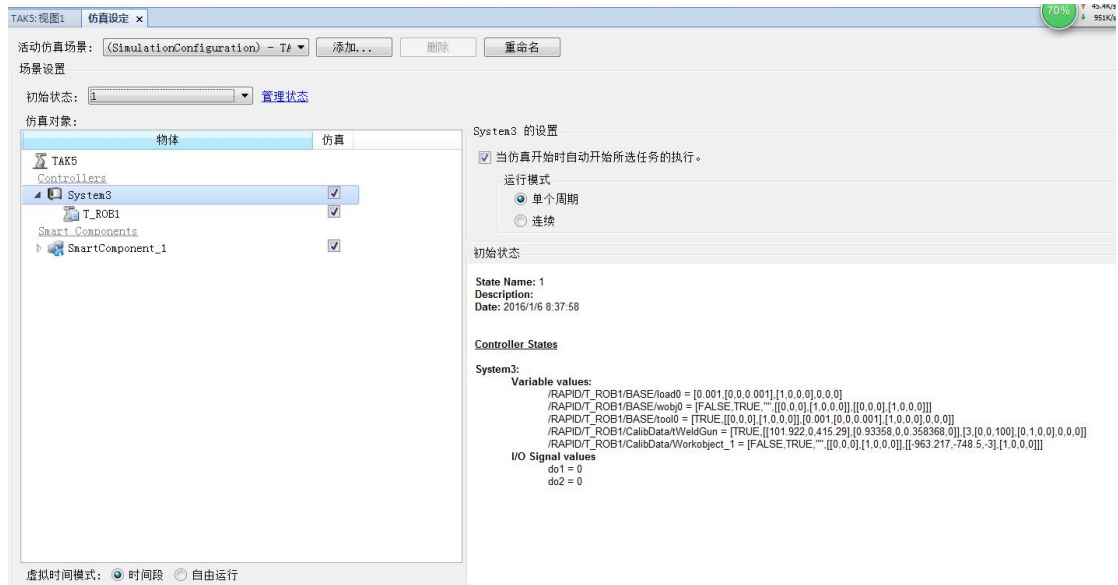 TAK5:视图1 仿真设定 x
70% 45.4K/s
951K/s
活动仿真场景: (SimulationConfiguration) - TA 添加... 删除 重命名
场景设置
初始状态: 1 管理状态
仿真对象:
物体 仿真
TAK5
Controllers
System3
T_ROB1
Smart Components
SmartComponent_1
虚拟时间模式: 时间段 自由运行
System3 的设置
当仿真开始时自动开始所选任务的执行。
运行模式
单个周期
连续
初始状态
State Name: 1
Description:
Date: 2016/1/6 8:37:58
Controller States
System3:
Variable values:
/RAPID/T_ROB1/BASE/load0 = [0.001,[0,0,0.001],[1,0,0,0],0,0,0]
/RAPID/T_ROB1/BASE/wobj0 = [FALSE,TRUE,"",[[0,0,0],[1,0,0,0]],[[0,0,0],[1,0,0,0]]]
/RAPID/T_ROB1/BASE/tool0 = [TRUE,[[0,0,0],[1,0,0,0]],[0.001,[0,0,0.001],[1,0,0,0],0,0,0]]
/RAPID/T_ROB1/CalibData/tWeldGun = [TRUE,[[101.922,0,415.29],[0.93358,0,0.358368,0]],[3,[0,0,100],[0,1,0,0],0,0,0]]
/RAPID/T_ROB1/CalibData/Workobject_1 = [FALSE,TRUE,"",[[0,0,0],[1,0,0,0]],[[-963.217,-748.5,-3],[1,0,0,0]]]
I/O Signal values
do1 = 0
do2 = 0